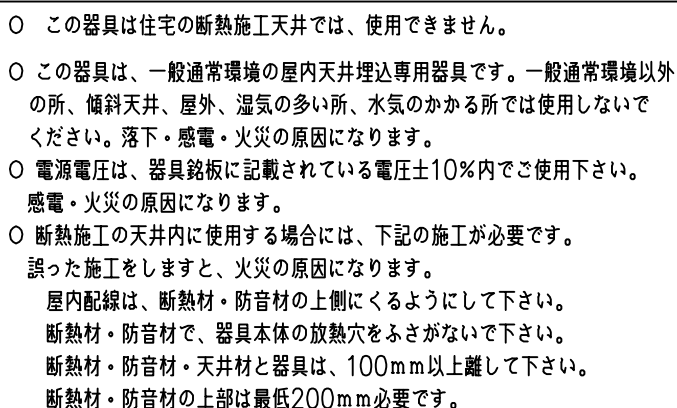 ○ この器具は住宅の断熱施工天井では、使用できません。
○ この器具は、一般通常環境の屋内天井埋込専用器具です。一般通常環境以外
の所、傾斜天井、屋外、湿気の多い所、水気のかかる所では使用しないで
ください。落下・感電・火災の原因になります。
○ 電源電圧は、器具銘板に記載されている電圧±10%内でご使用下さい。
感電・火災の原因になります。
○ 断熱施工の天井内に使用する場合には、下記の施工が必要です。
誤った施工をしますと、火災の原因になります。
屋内配線は、断熱材・防音材の上側にくるようにして下さい。
断熱材・防音材で、器具本体の放熱穴をふさがないで下さい。
断熱材・防音材・天井材と器具は、100mm以上離して下さい。
断熱材・防音材の上部は最低200mm必要です。